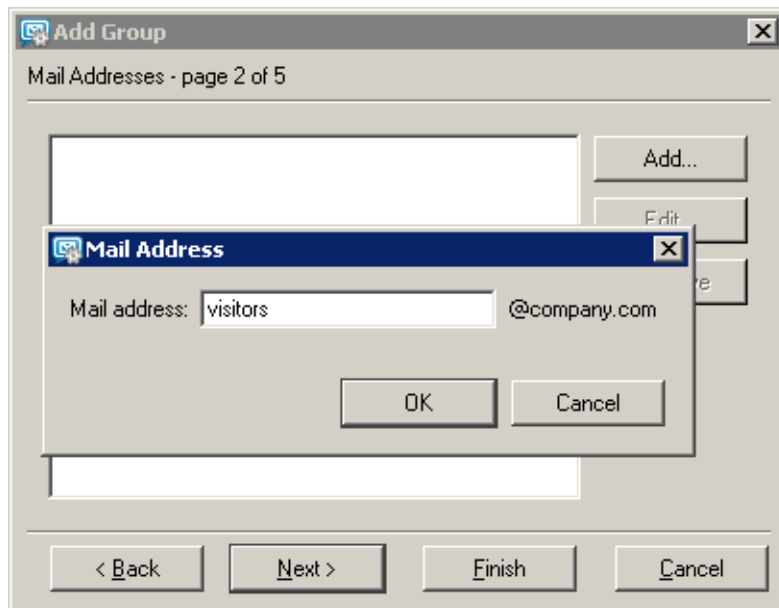 Add Group
Mail Addresses - page 2 of 5
Add...
Edit...
Mail Address
Mail address: visitors @company.com
OK Cancel
< Back Next > Finish Cancel